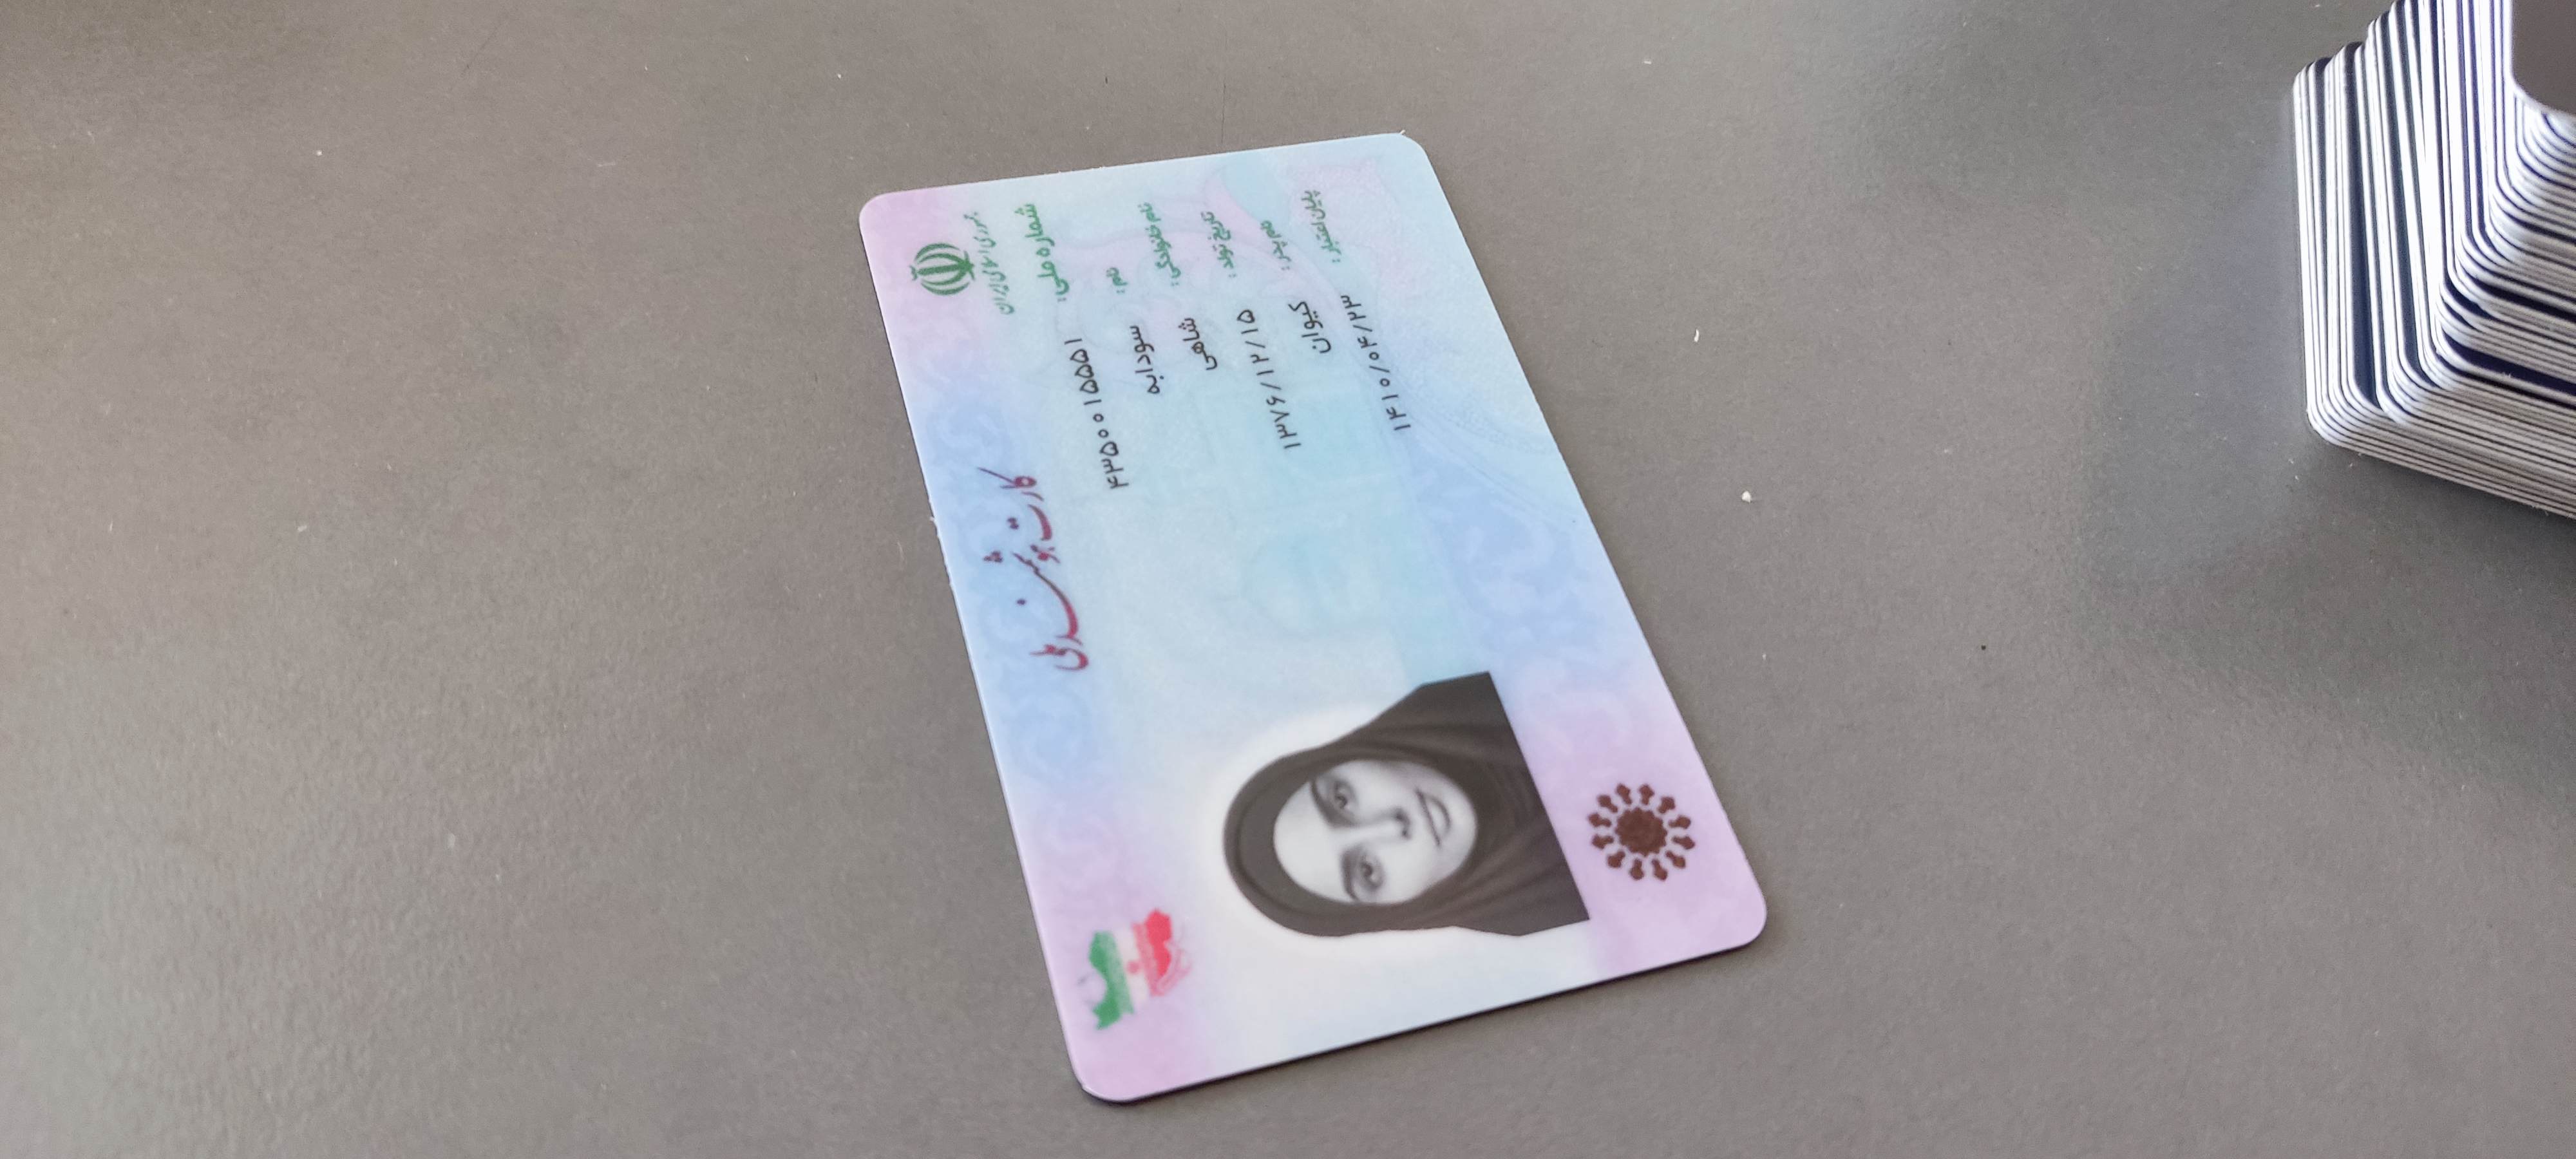 جمهوری اسلامی ایران
کارت هوشمند ملی
شماره ملی: ۴۳۵۰۰۰۱۵۵۵۱
نام: سودابه
نام خانوادگی: شاهی
تاریخ تولد: ۱۳۷۶/۱۲/۱۵
نام پدر: کیوان
پایان اعتبار: ۱۴۱۰/۰۴/۲۳